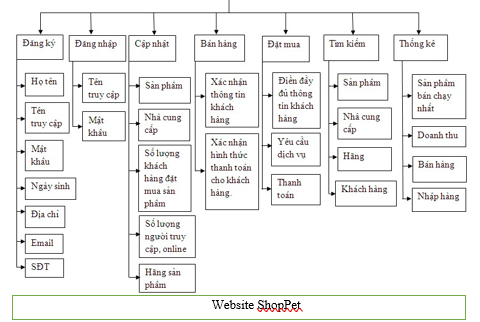 Đăng ký
Họ tên
Tên
truy cập
Mật
khẩu
Ngày sinh
Địa chỉ
Email
SĐT
Đăng nhập
Tên
truy cập
Mật
khẩu
Cập nhật
Sản phẩm
Nhà cung
cấp
Số lượng
khách
hàng đặt
mua sản
phẩm
Số lượng
người truy
cập, online
Hãng sản
phẩm
Bán hàng
Xác nhận
thông tin
khách
hàng
Xác nhận
hình thức
thanh toán
cho khách
hàng.
Đặt mua
Điền đầy
đủ thông
tin khách
hàng
Yêu cầu
dịch vụ
Thanh
toán
Tìm kiếm
Sản phẩm
Nhà cung
cấp
Hãng
Khách hàng
Thống kê
Sản phẩm
bán chạy
nhất
Doanh thu
Bán hàng
Nhập hàng
Website ShopPet